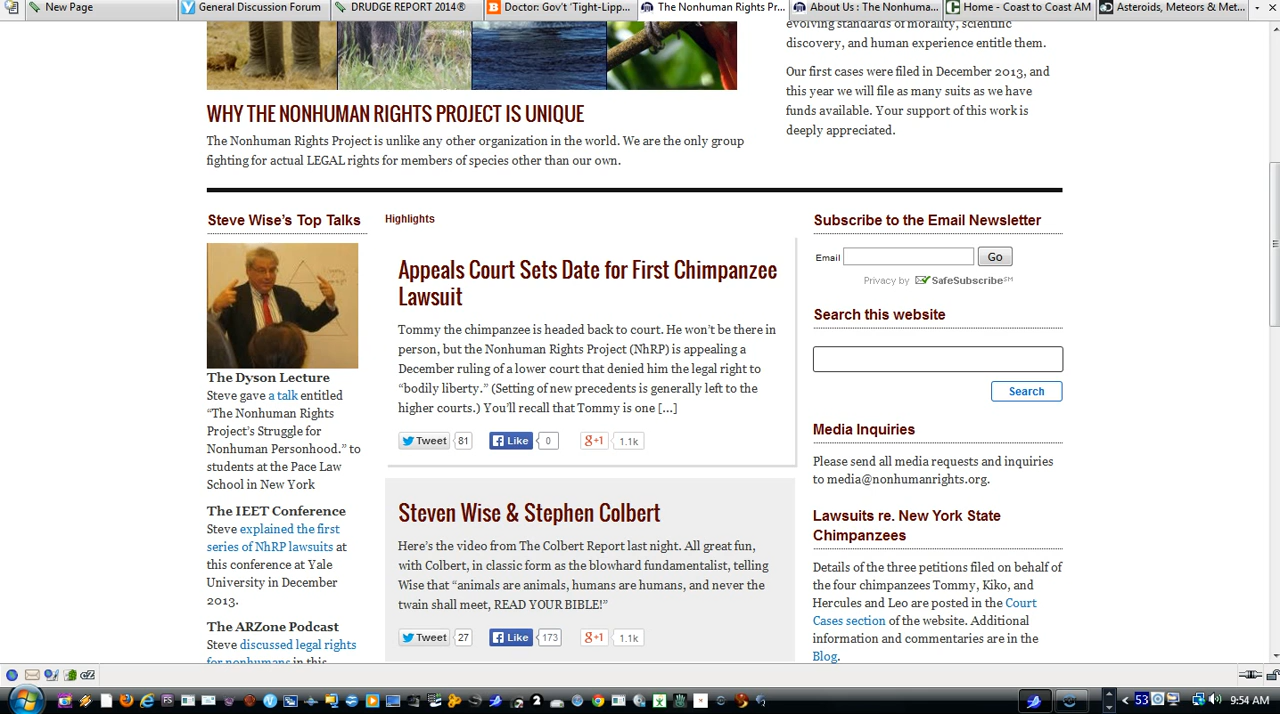 New Page
General Discussion Forum
DRUDGE REPORT 2014®
Doctor: Gov't 'Tight-Lipp...
The Nonhuman Rights Pr...
About Us : The Nonhuma...
Home - Coast to Coast AM
Asteroids, Meteors & Met...
evolving standards of morality, scientific
discovery, and human experience entitle them.
Our first cases were filed in December 2013, and
this year we will file as many suits as we have
funds available. Your support of this work is
deeply appreciated.
WHY THE NONHUMAN RIGHTS PROJECT IS UNIQUE
The Nonhuman Rights Project is unlike any other organization in the world. We are the only group
fighting for actual LEGAL rights for members of species other than our own.
Steve Wise's Top Talks
The Dyson Lecture
Steve gave a talk entitled
“The Nonhuman Rights
Project’s Struggle for
Nonhuman Personhood.” to
students at the Pace Law
School in New York
The IEET Conference
Steve explained the first
series of NhRP lawsuits at
this conference at Yale
University in December
2013.
The ARZone Podcast
Steve discussed legal rights
for nonhumans in this
Highlights
Appeals Court Sets Date for First Chimpanzee
Lawsuit
Tommy the chimpanzee is headed back to court. He won’t be there in
person, but the Nonhuman Rights Project (NhRP) is appealing a
December ruling of a lower court that denied him the legal right to
“bodily liberty.” (Setting of new precedents is generally left to the
higher courts.) You’ll recall that Tommy is one [...]
Tweet 81 Like 0 g+1 1.1k
Steven Wise & Stephen Colbert
Here’s the video from The Colbert Report last night. All great fun,
with Colbert, in classic form as the blowhard fundamentalist, telling
Wise that “animals are animals, humans are humans, and never the
twain shall meet, READ YOUR BIBLE!”
Tweet 27 Like 173 g+1 1.1k
Subscribe to the Email Newsletter
Email Go
Privacy by SafeSubscribe SM
Search this website
Search
Media Inquiries
Please send all media requests and inquiries
to media@nonhumanrights.org.
Lawsuits re. New York State
Chimpanzees
Details of the three petitions filed on behalf of
the four chimpanzees Tommy, Kiko, and
Hercules and Leo are posted in the Court
Cases section of the website. Additional
information and commentaries are in the
Blog.
53 9:54 AM